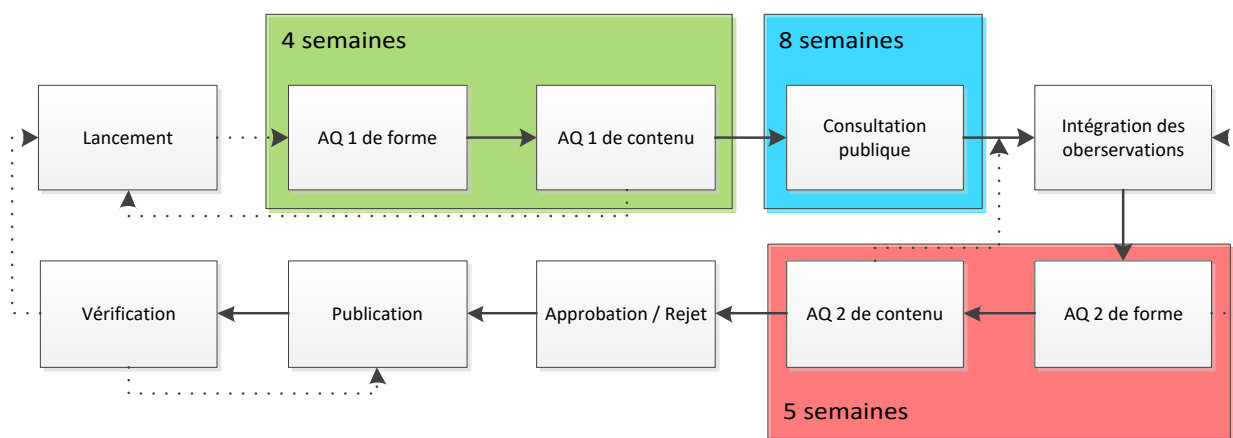 4 semaines
8 semaines
Lancement
AQ 1 de forme
AQ 1 de contenu
Consultation
publique
Intégration des
oberservations
Vérification
Publication
Approbation / Rejet
AQ 2 de contenu
AQ 2 de forme
5 semaines